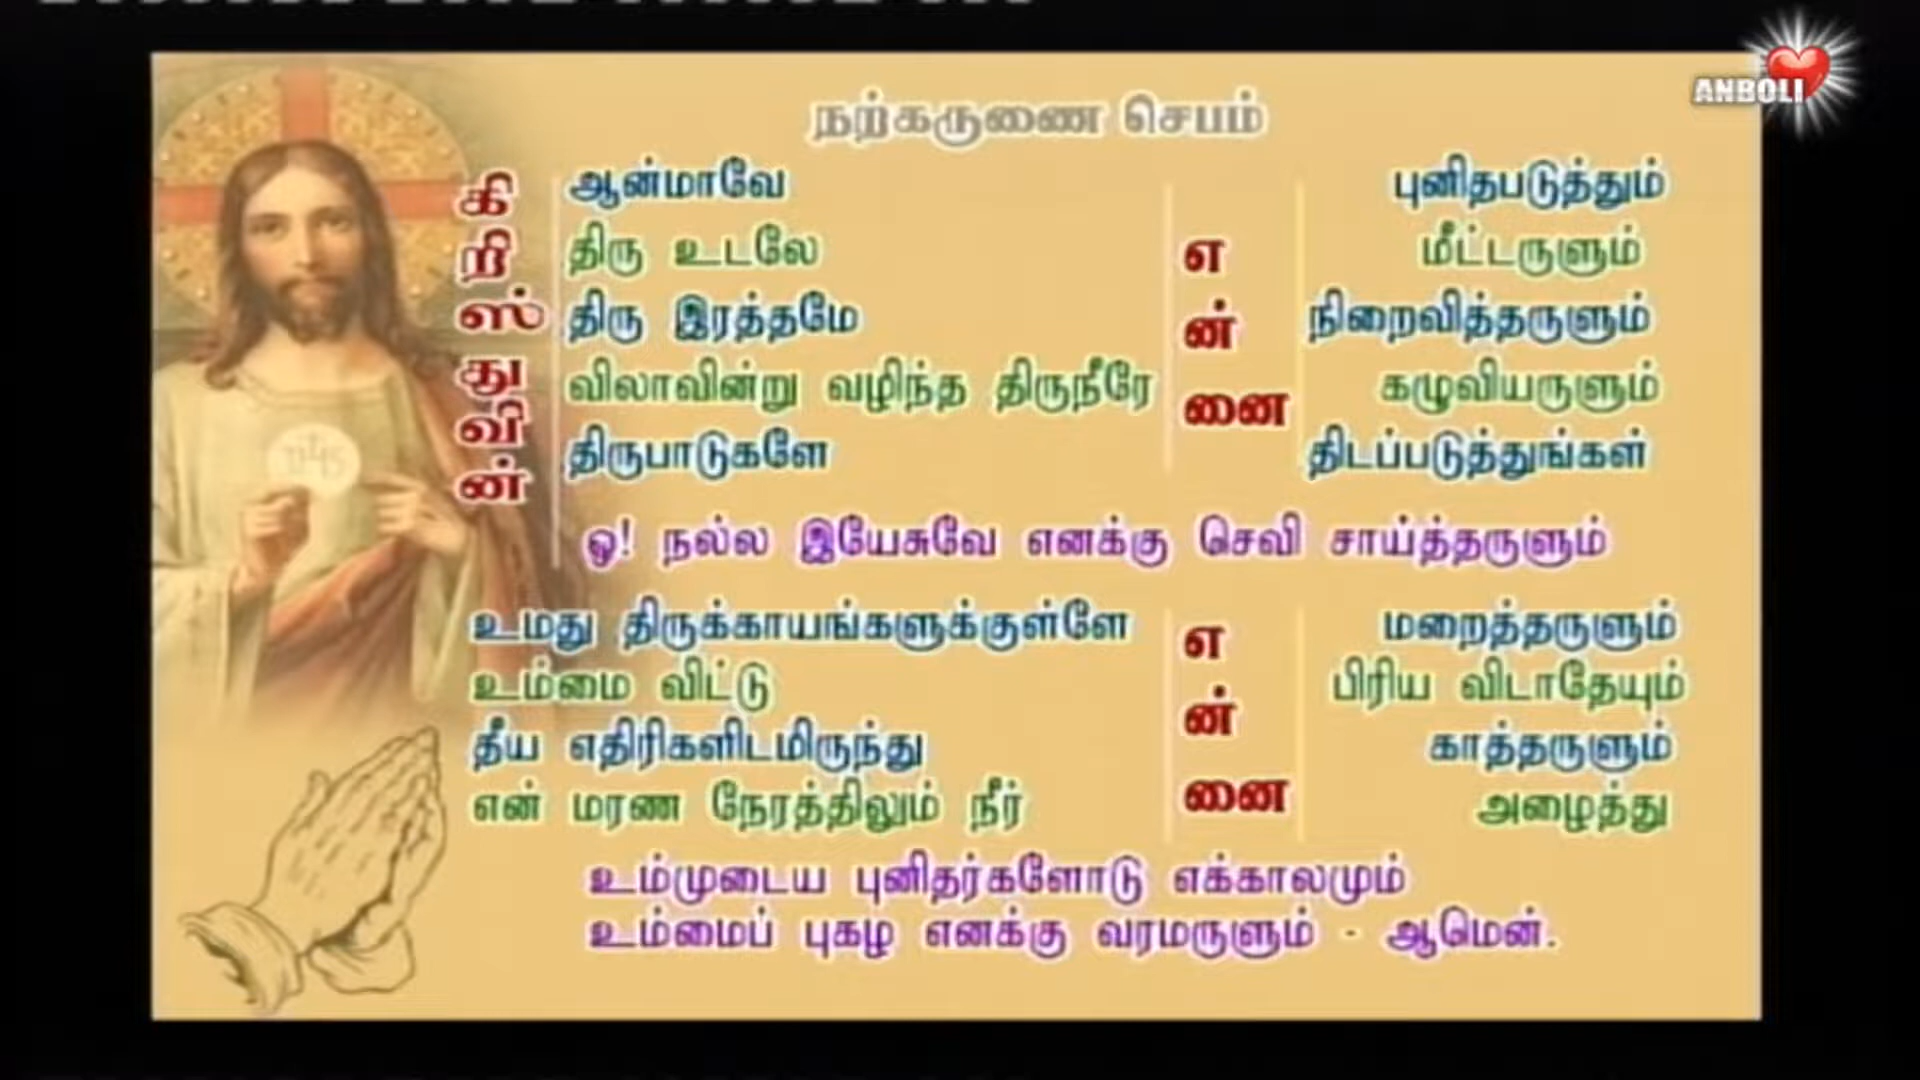 ANBOLI
நற்கருணை செபம்
கிறிஸ்துவின்
ஆன்மாவே என்னை புனிதபடுத்தும்
திரு உடலே மீட்டருளும்
திரு இரத்தமே நிறைவித்தருளும்
விலாவின்று வழிந்த திருநீரே கழுவியருளும்
திருபாடுகளே திடப்படுத்துங்கள்
ஓ! நல்ல இயேசுவே எனக்கு செவி சாய்த்தருளும்
உமது திருக்காயங்களுக்குள்ளே என்னை மறைத்தருளும்
உம்மை விட்டு பிரிய விடாதேயும்
தீய எதிரிகளிடமிருந்து காத்தருளும்
என் மரண நேரத்திலும் நீர் அழைத்து
உம்முடைய புனிதர்களோடு எக்காலமும்
உம்மைப் புகழ எனக்கு வரமருளும் - ஆமென்.